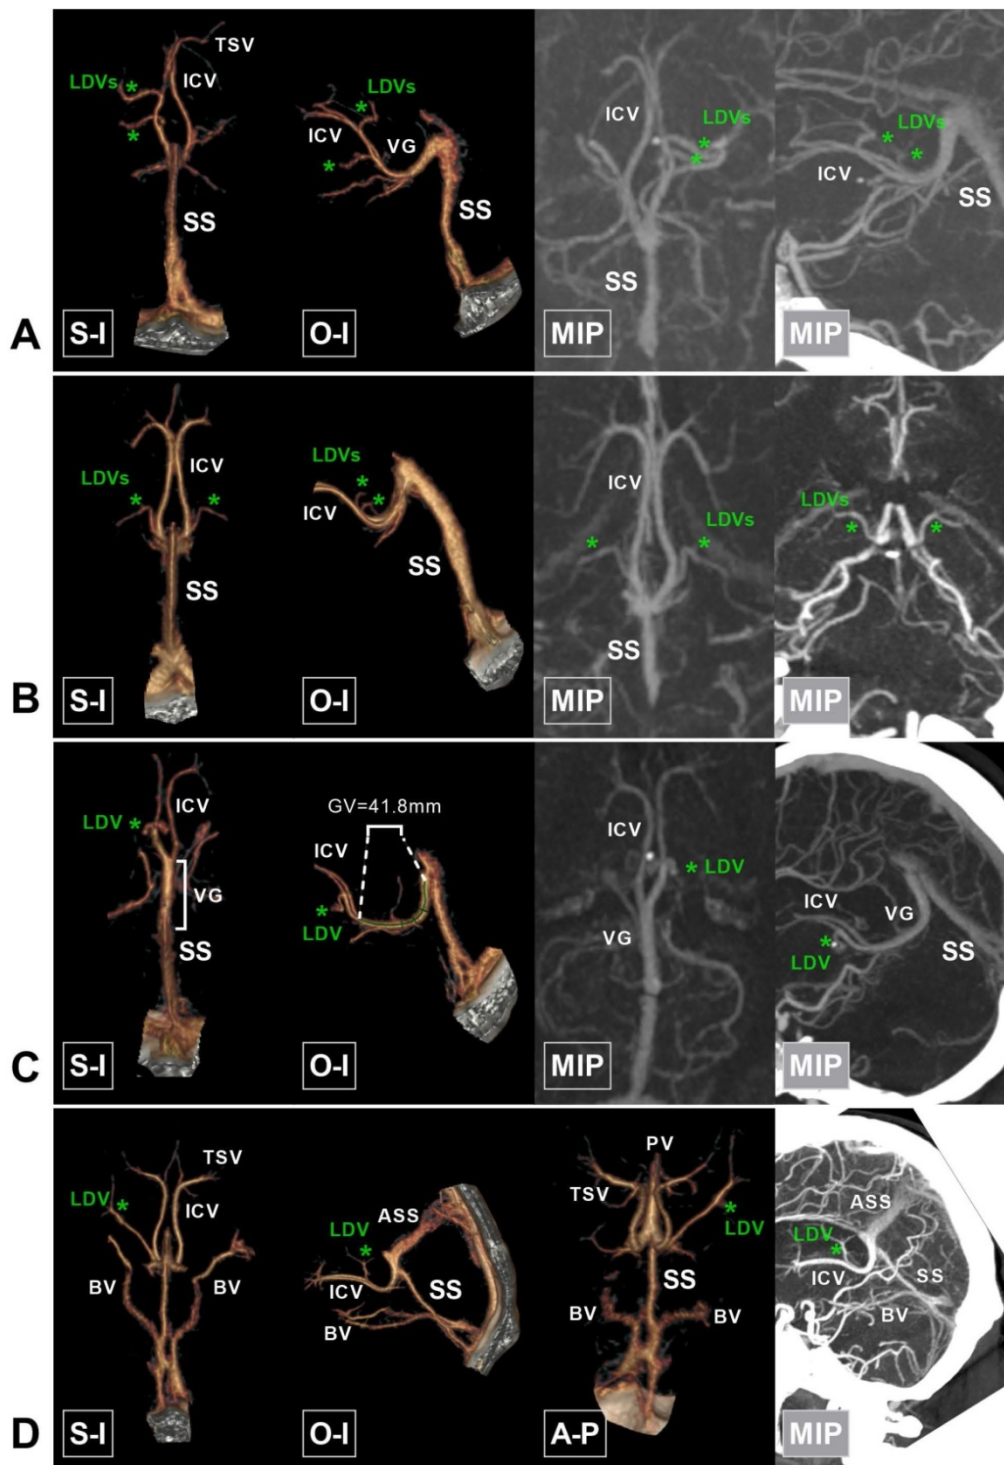 TSV
LDVs *
ICV
*
SS
A
S-I
* LDVs
ICV
VG
*
SS
O-I
ICV
LDVs
*
*
SS
MIP
LDVs
*
*
ICV
SS
MIP
ICV
LDVs
* *
SS
B
S-I
LDVs
*
*
ICV
SS
O-I
ICV
LDVs
* *
SS
MIP
LDVs
* *
MIP
ICV
LDV *
VG
SS
C
S-I
GV=41.8mm
ICV
*
LDV
SS
O-I
ICV
* LDV
VG
MIP
ICV
VG
*
LDV
SS
MIP
TSV
LDV *
ICV
BV
BV
D
S-I
ASS
LDV
*
SS
ICV
BV
O-I
PV
TSV
*
LDV
SS
BV
BV
A-P
ASS
LDV
*
ICV
SS
BV
MIP